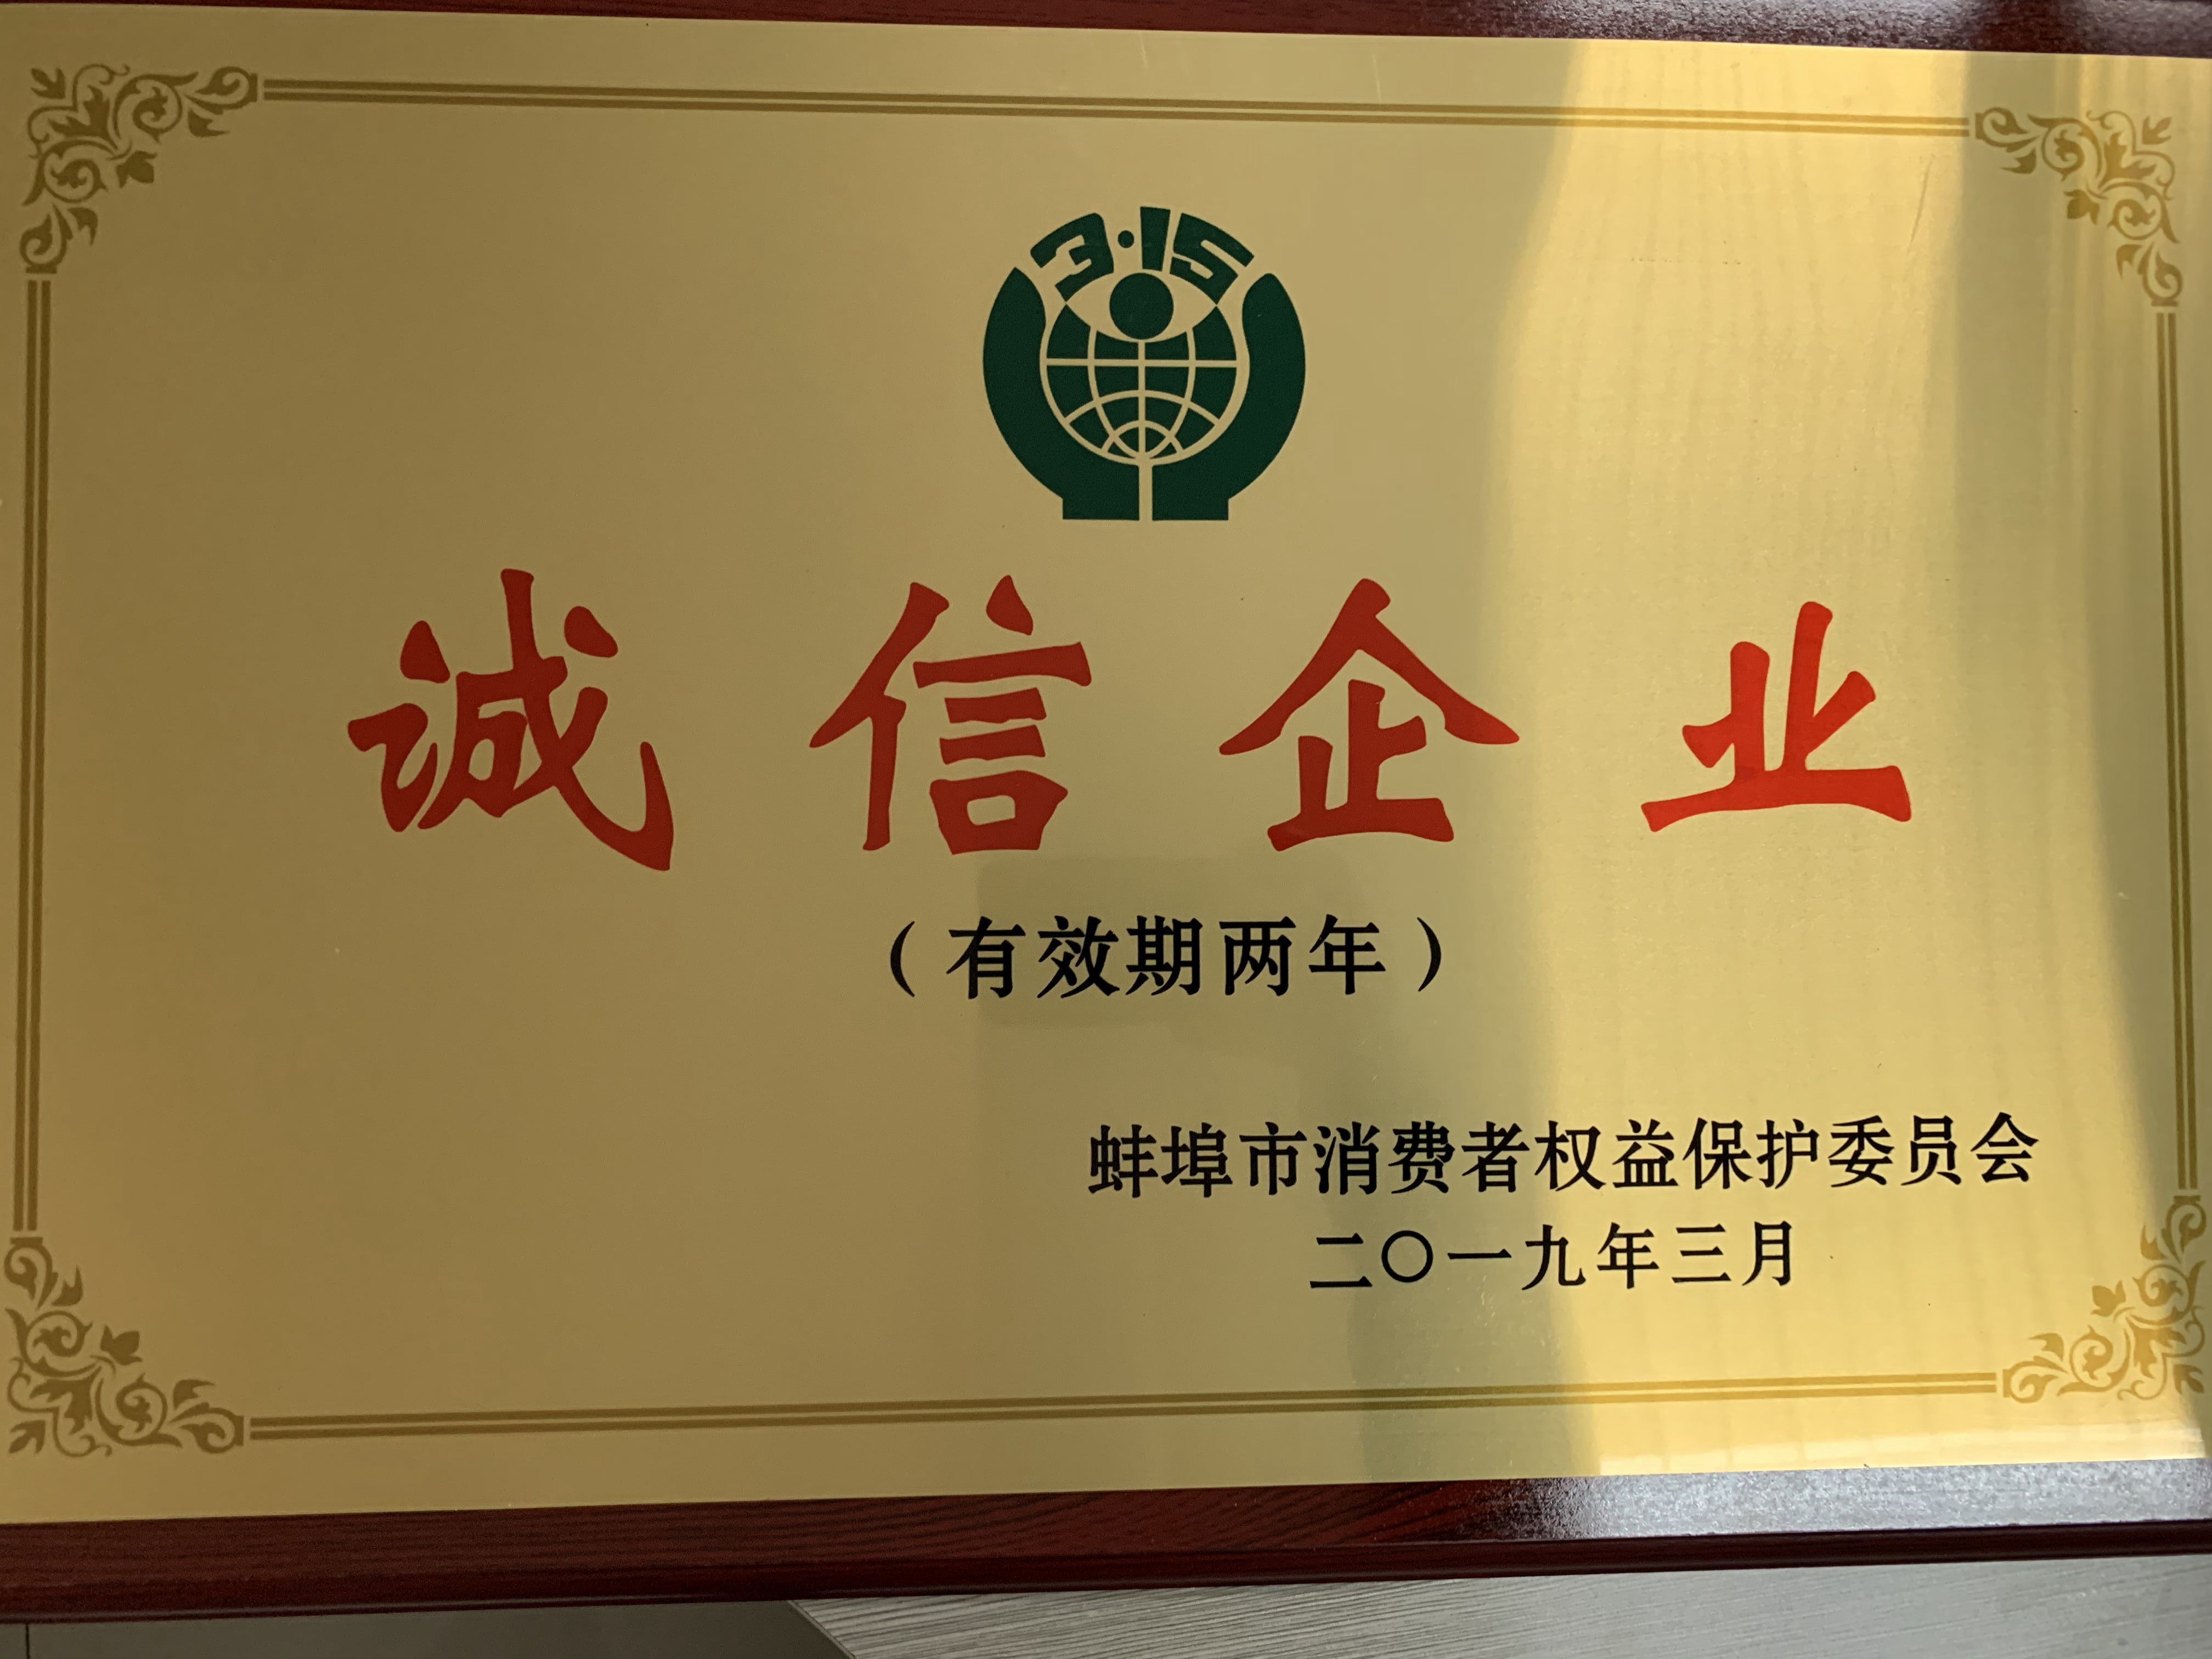 3·15
诚信企业
（有效期两年）
蚌埠市消费者权益保护委员会
二〇一九年三月